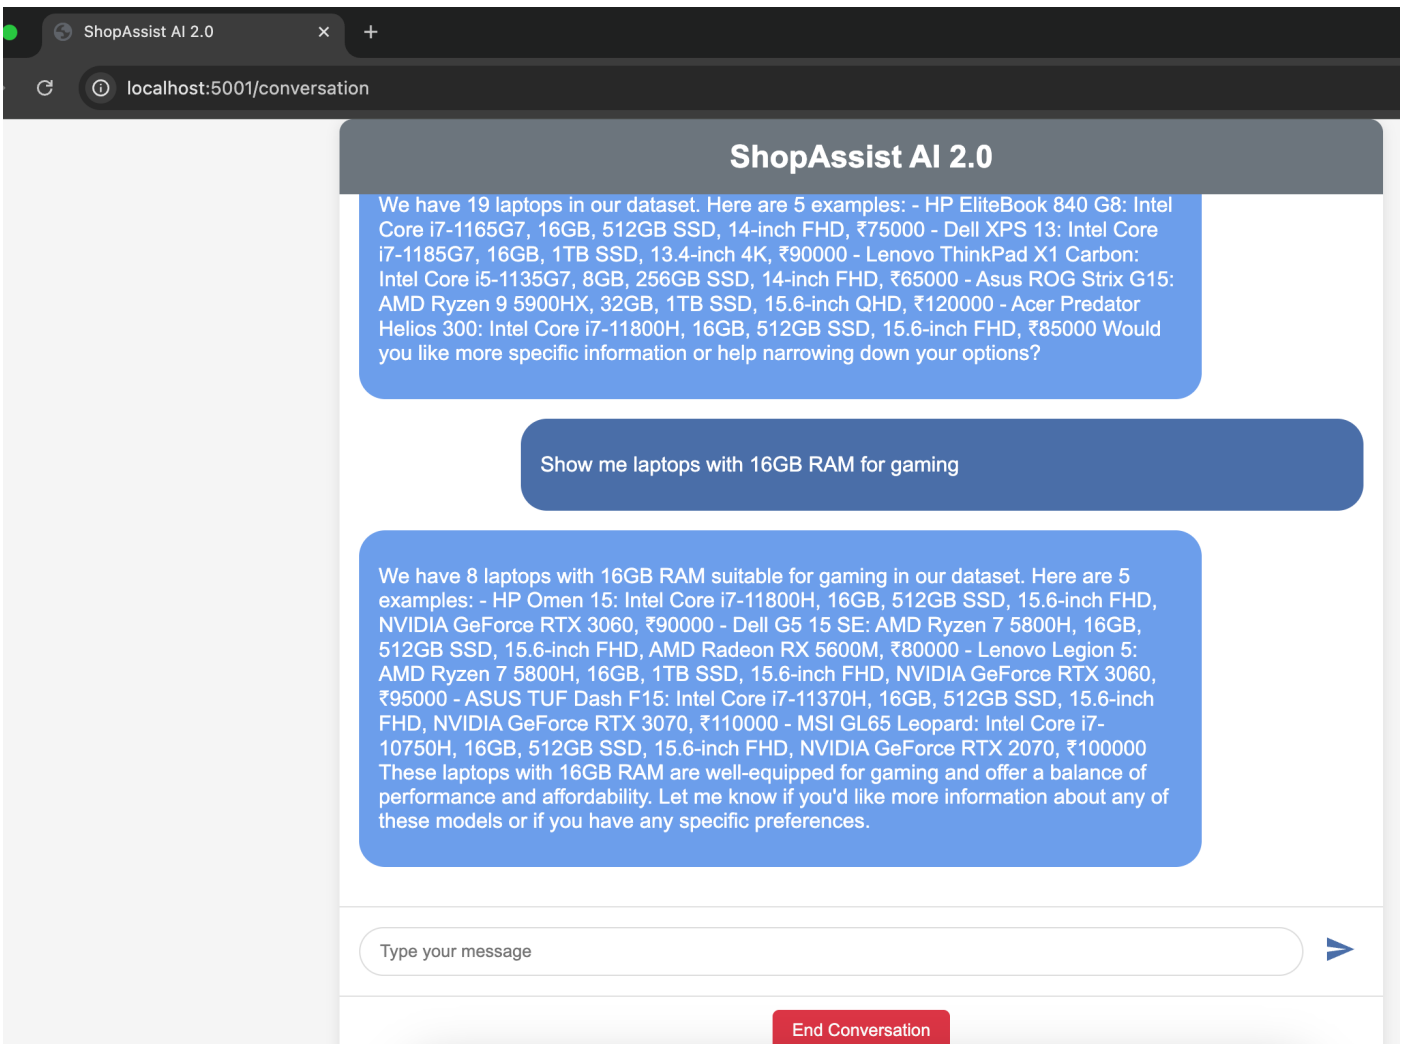 ShopAssist AI 2.0
localhost:5001/conversation
ShopAssist AI 2.0
We have 19 laptops in our dataset. Here are 5 examples: - HP EliteBook 840 G8: Intel
Core i7-1165G7, 16GB, 512GB SSD, 14-inch FHD, ₹75000 - Dell XPS 13: Intel Core
i7-1185G7, 16GB, 1TB SSD, 13.4-inch 4K, ₹90000 - Lenovo ThinkPad X1 Carbon:
Intel Core i5-1135G7, 8GB, 256GB SSD, 14-inch FHD, ₹65000 - Asus ROG Strix G15:
AMD Ryzen 9 5900HX, 32GB, 1TB SSD, 15.6-inch QHD, ₹120000 - Acer Predator
Helios 300: Intel Core i7-11800H, 16GB, 512GB SSD, 15.6-inch FHD, ₹85000 Would
you like more specific information or help narrowing down your options?
Show me laptops with 16GB RAM for gaming
We have 8 laptops with 16GB RAM suitable for gaming in our dataset. Here are 5
examples: - HP Omen 15: Intel Core i7-11800H, 16GB, 512GB SSD, 15.6-inch FHD,
NVIDIA GeForce RTX 3060, ₹90000 - Dell G5 15 SE: AMD Ryzen 7 5800H, 16GB,
512GB SSD, 15.6-inch FHD, AMD Radeon RX 5600M, ₹80000 - Lenovo Legion 5:
AMD Ryzen 7 5800H, 16GB, 1TB SSD, 15.6-inch FHD, NVIDIA GeForce RTX 3060,
₹95000 - ASUS TUF Dash F15: Intel Core i7-11370H, 16GB, 512GB SSD, 15.6-inch
FHD, NVIDIA GeForce RTX 3070, ₹110000 - MSI GL65 Leopard: Intel Core i7-
10750H, 16GB, 512GB SSD, 15.6-inch FHD, NVIDIA GeForce RTX 2070, ₹100000
These laptops with 16GB RAM are well-equipped for gaming and offer a balance of
performance and affordability. Let me know if you'd like more information about any of
these models or if you have any specific preferences.
Type your message
End Conversation